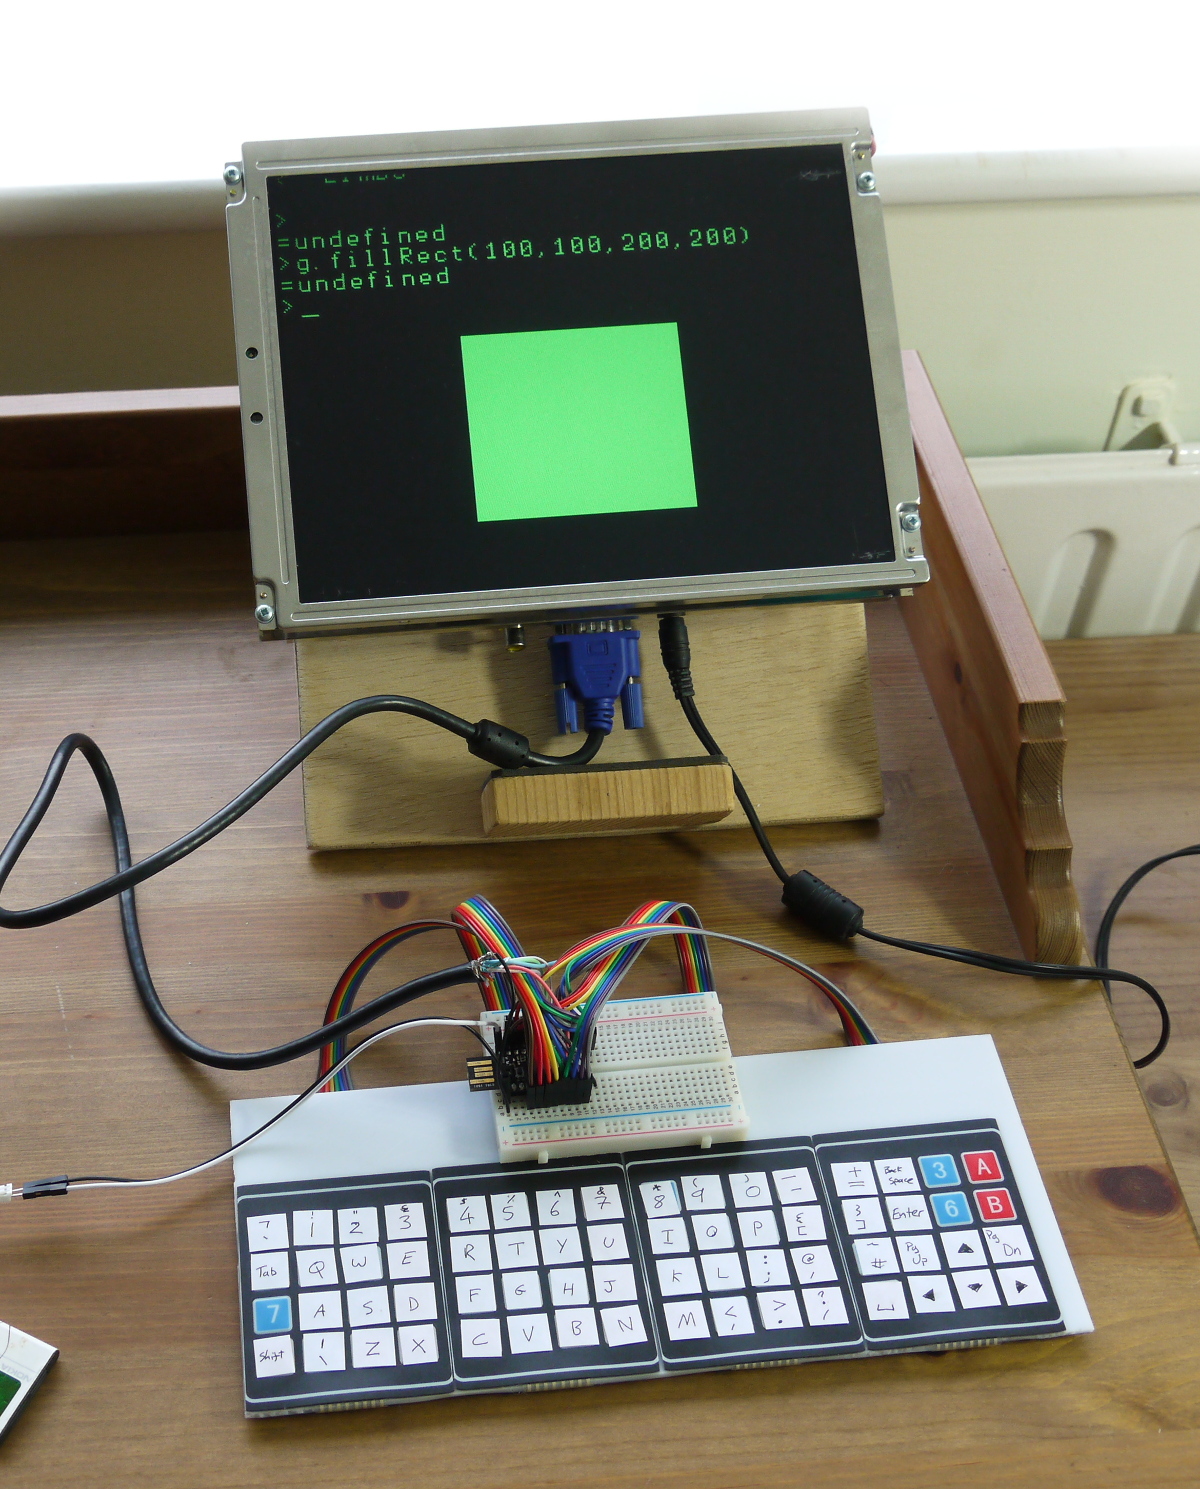 >
=undefined
>g.fillRect(100,100,200,200)
=undefined
>_
¬ ! " £ $ % ^ & * ( ) _ + Back Space 3 A
` 1 2 3 4 5 6 7 8 9 0 - =
Tab Q W E R T Y U I O P { [ } ] Enter 6 B
7 A S D F G H J K L : ; @ ' ~ # Pg Up ▲ Pg Dn
Shift | \ Z X C V B N M < , > . ? / ◀ ▼ ▶